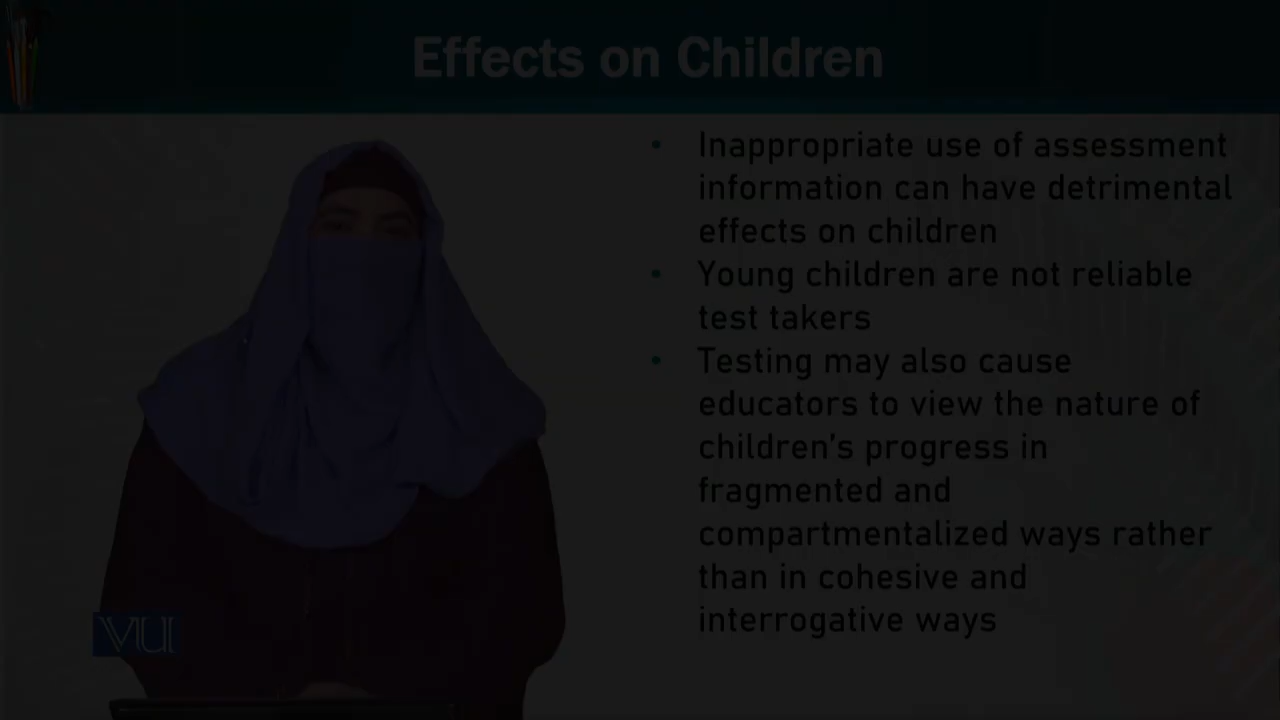 Effects on Children
• Inappropriate use of assessment
information can have detrimental
effects on children
• Young children are not reliable
test takers
• Testing may also cause
educators to view the nature of
children's progress in
fragmented and
compartmentalized ways rather
than in cohesive and
interrogative ways
VU